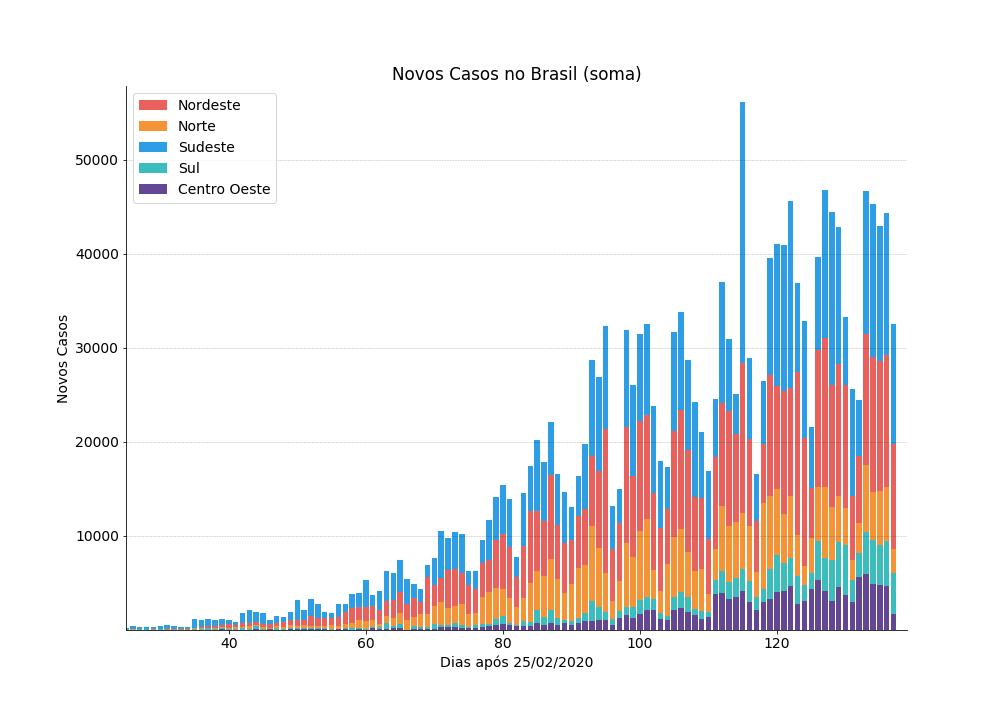 Novos Casos no Brasil (soma)
Nordeste
Norte
Sudeste
Sul
Centro Oeste
50000
40000
30000
20000
10000
Novos Casos
40 60 80 100 120
Dias após 25/02/2020